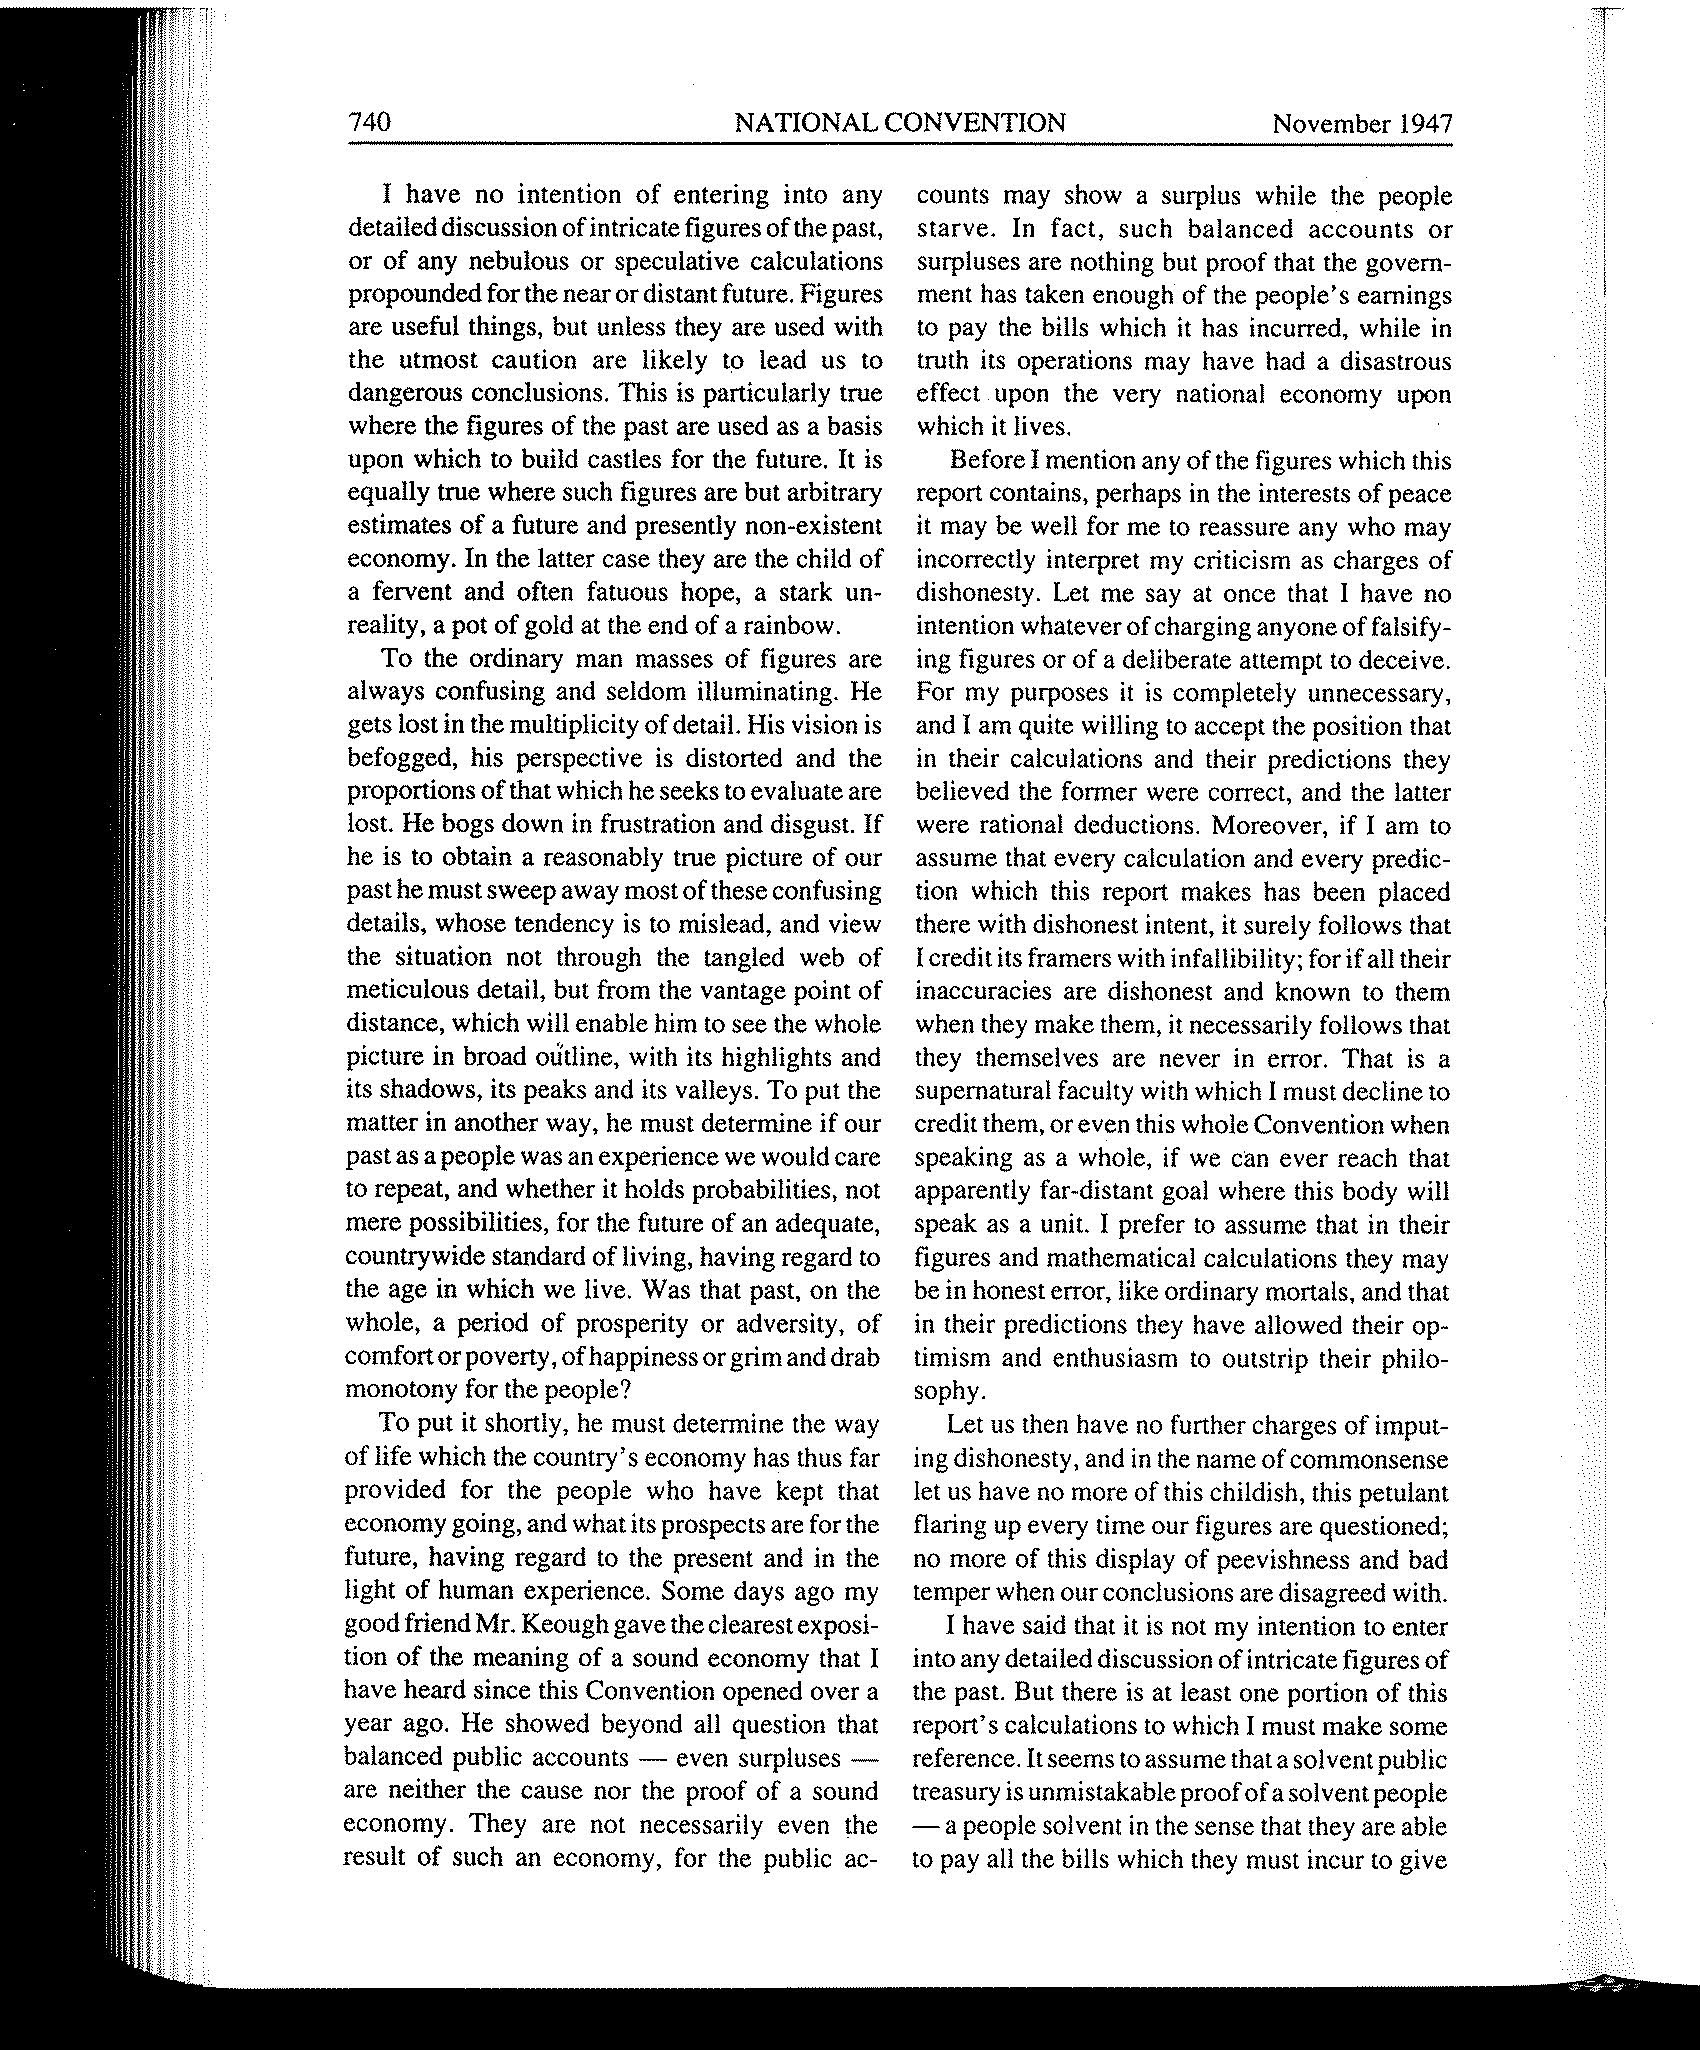 740 NATIONAL CONVENTION November 1947
I have no intention of entering into any
detailed discussion of intricate figures of the past,
or of any nebulous or speculative calculations
propounded for the near or distant future. Figures
are useful things, but unless they are used with
the utmost caution are likely to lead us to
dangerous conclusions. This is particularly true
where the figures of the past are used as a basis
upon which to build castles for the future. It is
equally true where such figures are but arbitrary
estimates of a future and presently non-existent
economy. In the latter case they are the child of
a fervent and often fatuous hope, a stark un-
reality, a pot of gold at the end of a rainbow.
To the ordinary man masses of figures are
always confusing and seldom illuminating. He
gets lost in the multiplicity of detail. His vision is
befogged, his perspective is distorted and the
proportions of that which he seeks to evaluate are
lost. He bogs down in frustration and disgust. If
he is to obtain a reasonably true picture of our
past he must sweep away most of these confusing
details, whose tendency is to mislead, and view
the situation not through the tangled web of
meticulous detail, but from the vantage point of
distance, which will enable him to see the whole
picture in broad outline, with its highlights and
its shadows, its peaks and its valleys. To put the
matter in another way, he must determine if our
past as a people was an experience we would care
to repeat, and whether it holds probabilities, not
mere possibilities, for the future of an adequate,
countrywide standard of living, having regard to
the age in which we live. Was that past, on the
whole, a period of prosperity or adversity, of
comfort or poverty, of happiness or grim and drab
monotony for the people?
To put it shortly, he must determine the way
of life which the country's economy has thus far
provided for the people who have kept that
economy going, and what its prospects are for the
future, having regard to the present and in the
light of human experience. Some days ago my
good friend Mr. Keough gave the clearest exposi-
tion of the meaning of a sound economy that I
have heard since this Convention opened over a
year ago. He showed beyond all question that
balanced public accounts — even surpluses —
are neither the cause nor the proof of a sound
economy. They are not necessarily even the
result of such an economy, for the public ac-
counts may show a surplus while the people
starve. In fact, such balanced accounts or
surpluses are nothing but proof that the govern-
ment has taken enough of the people's earnings
to pay the bills which it has incurred, while in
truth its operations may have had a disastrous
effect upon the very national economy upon
which it lives.
Before I mention any of the figures which this
report contains, perhaps in the interests of peace
it may be well for me to reassure any who may
incorrectly interpret my criticism as charges of
dishonesty. Let me say at once that I have no
intention whatever of charging anyone of falsify-
ing figures or of a deliberate attempt to deceive.
For my purposes it is completely unnecessary,
and I am quite willing to accept the position that
in their calculations and their predictions they
believed the former were correct, and the latter
were rational deductions. Moreover, if I am to
assume that every calculation and every predic-
tion which this report makes has been placed
there with dishonest intent, it surely follows that
I credit its framers with infallibility; for if all their
inaccuracies are dishonest and known to them
when they make them, it necessarily follows that
they themselves are never in error. That is a
supernatural faculty with which I must decline to
credit them, or even this whole Convention when
speaking as a whole, if we can ever reach that
apparently far-distant goal where this body will
speak as a unit. I prefer to assume that in their
figures and mathematical calculations they may
be in honest error, like ordinary mortals, and that
in their predictions they have allowed their op-
timism and enthusiasm to outstrip their philo-
sophy.
Let us then have no further charges of imput-
ing dishonesty, and in the name of commonsense
let us have no more of this childish, this petulant
flaring up every time our figures are questioned;
no more of this display of peevishness and bad
temper when our conclusions are disagreed with.
I have said that it is not my intention to enter
into any detailed discussion of intricate figures of
the past. But there is at least one portion of this
report's calculations to which I must make some
reference. It seems to assume that a solvent public
treasury is unmistakable proof of a solvent people
— a people solvent in the sense that they are able
to pay all the bills which they must incur to give